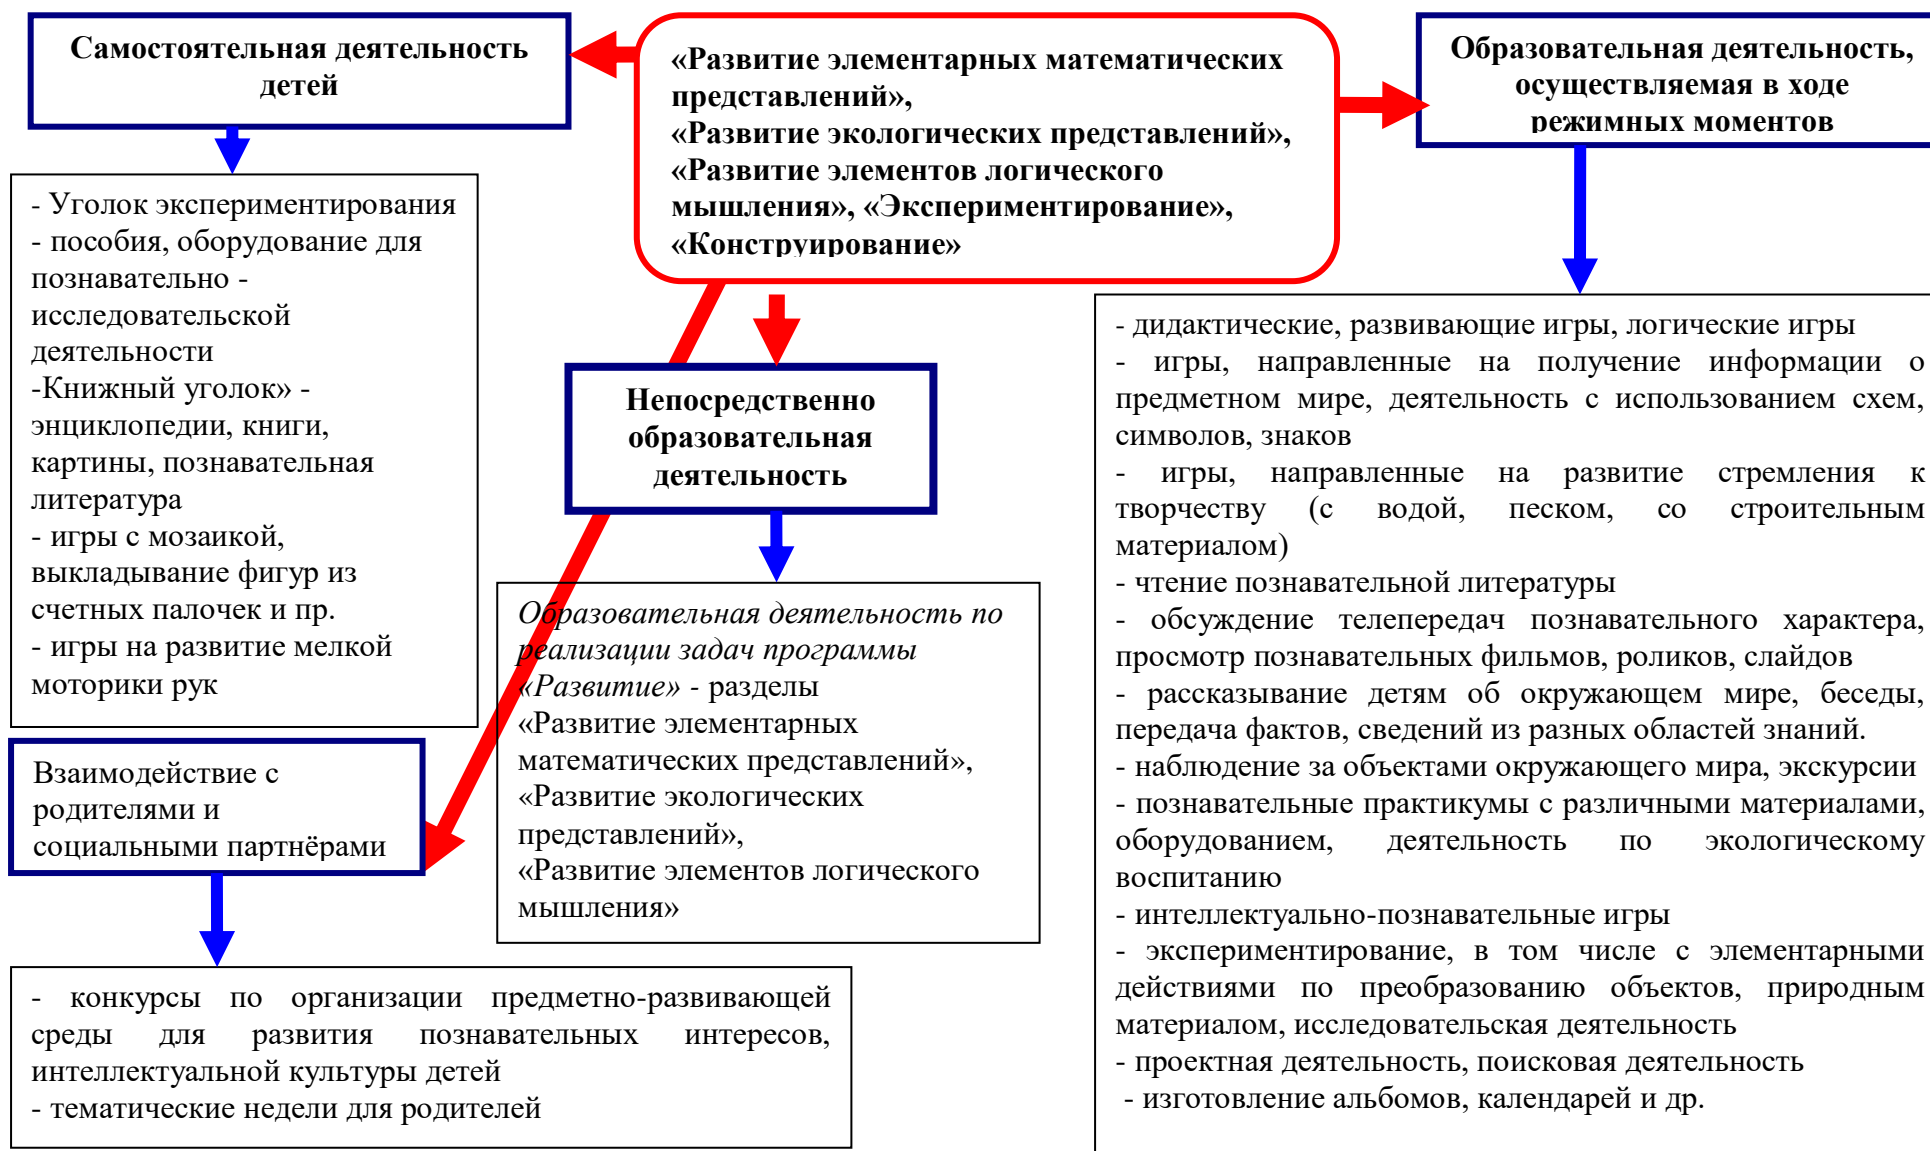 Самостоятельная деятельность
детей
«Развитие элементарных математических
представлений»,
«Развитие экологических представлений»,
«Развитие элементов логического
мышления», «Экспериментирование»,
«Конструирование»
Образовательная деятельность,
осуществляемая в ходе
режимных моментов
- Уголок экспериментирования
- пособия, оборудование для
познавательно -
исследовательской
деятельности
-Книжный уголок» -
энциклопедии, книги,
картины, познавательная
литература
- игры с мозаикой,
выкладывание фигур из
счетных палочек и пр.
- игры на развитие мелкой
моторики рук
Непосредственно
образовательная
деятельность
Образовательная деятельность по
реализации задач программы
«Развитие» - разделы
«Развитие элементарных
математических представлений»,
«Развитие экологических
представлений»,
«Развитие элементов логического
мышления»
Взаимодействие с
родителями и
социальными партнёрами
- конкурсы по организации предметно-развивающей
среды для развития познавательных интересов,
интеллектуальной культуры детей
- тематические недели для родителей
- дидактические, развивающие игры, логические игры
- игры, направленные на получение информации о
предметном мире, деятельность с использованием схем,
символов, знаков
- игры, направленные на развитие стремления к
творчеству (с водой, песком, со строительным
материалом)
- чтение познавательной литературы
- обсуждение телепередач познавательного характера,
просмотр познавательных фильмов, роликов, слайдов
- рассказывание детям об окружающем мире, беседы,
передача фактов, сведений из разных областей знаний.
- наблюдение за объектами окружающего мира, экскурсии
- познавательные практикумы с различными материалами,
оборудованием, деятельность по экологическому
воспитанию
- интеллектуально-познавательные игры
- экспериментирование, в том числе с элементарными
действиями по преобразованию объектов, природным
материалом, исследовательская деятельность
- проектная деятельность, поисковая деятельность
- изготовление альбомов, календарей и др.